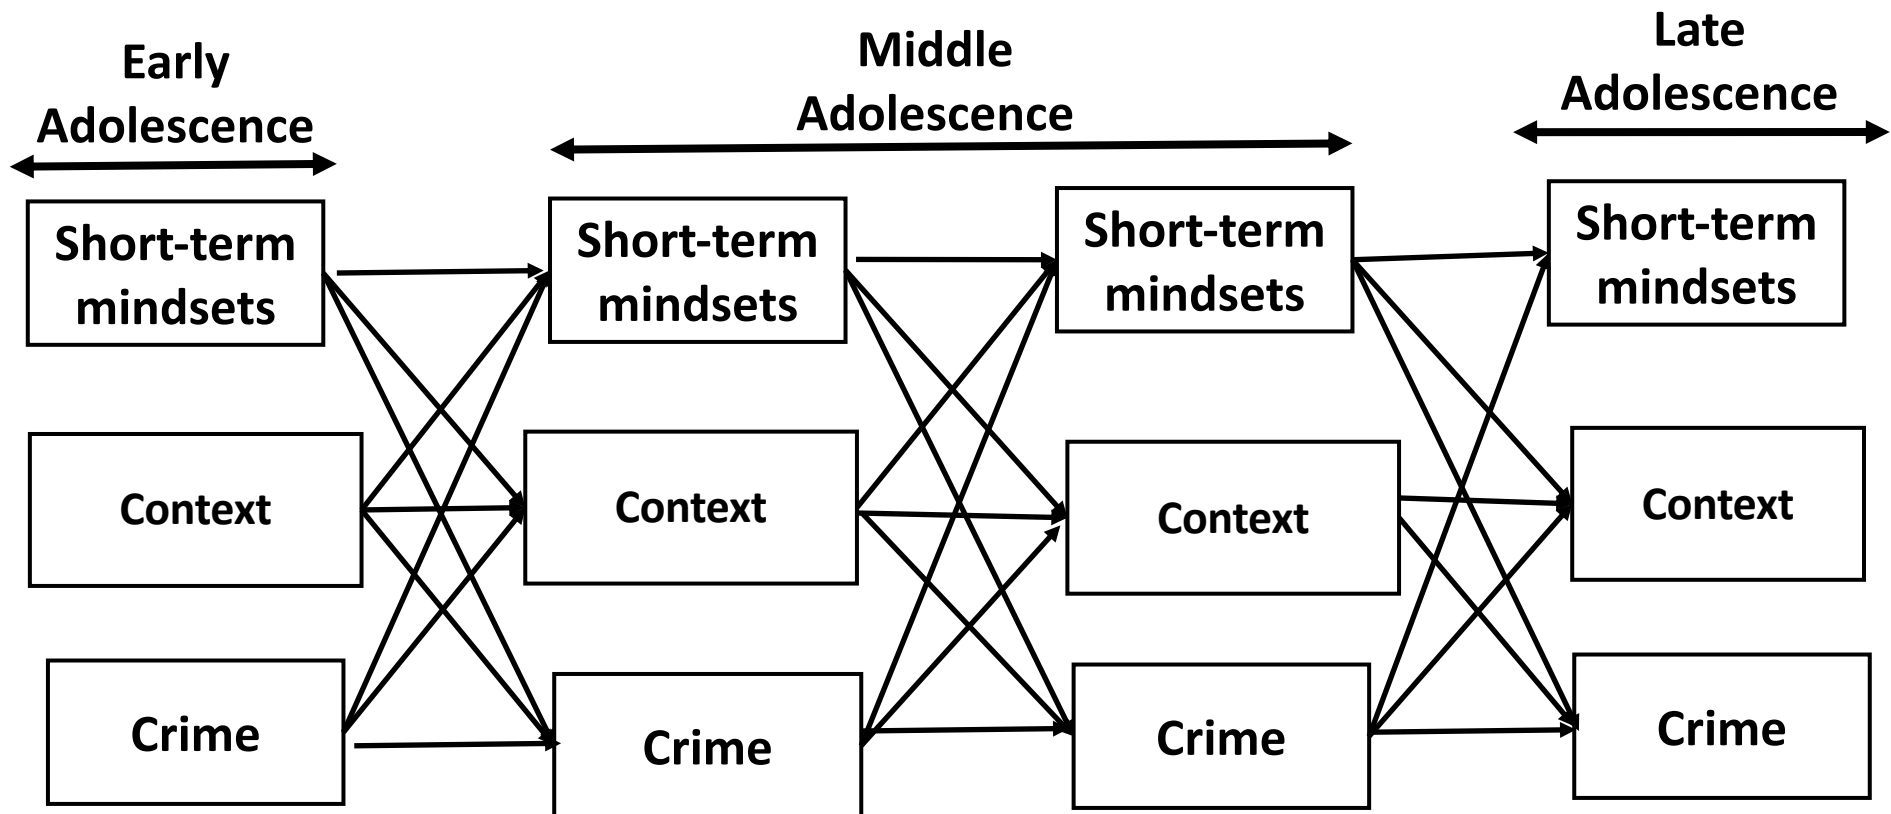 Early
Adolescence
Middle
Adolescence
Late
Adolescence
Short-term
mindsets
Short-term
mindsets
Short-term
mindsets
Short-term
mindsets
Context
Context
Context
Context
Crime
Crime
Crime
Crime